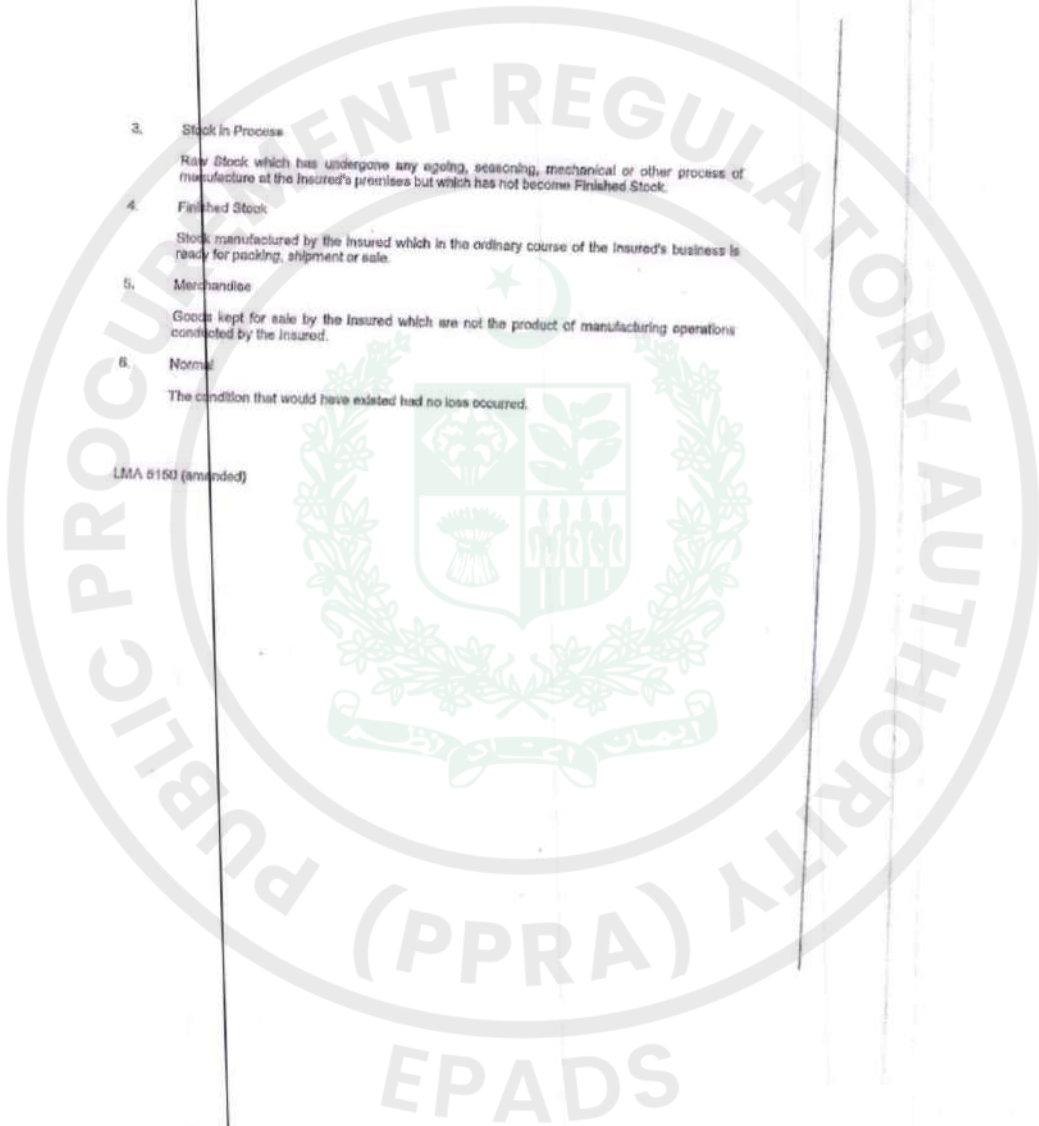 3. Stock in Process
Raw Stock which has undergone any ageing, seasoning, mechanical or other process of
manufacture at the Insured's premises but which has not become Finished Stock.
4. Finished Stock
Stock manufactured by the Insured which in the ordinary course of the Insured's business is
ready for packing, shipment or sale.
5. Merchandise
Goods kept for sale by the Insured which are not the product of manufacturing operations
conducted by the Insured.
6. Normal
The condition that would have existed had no loss occurred.
LMA 5150 (amended)
PUBLIC PROCUREMENT REGULATORY AUTHORITY
(PPRA)
EPADS